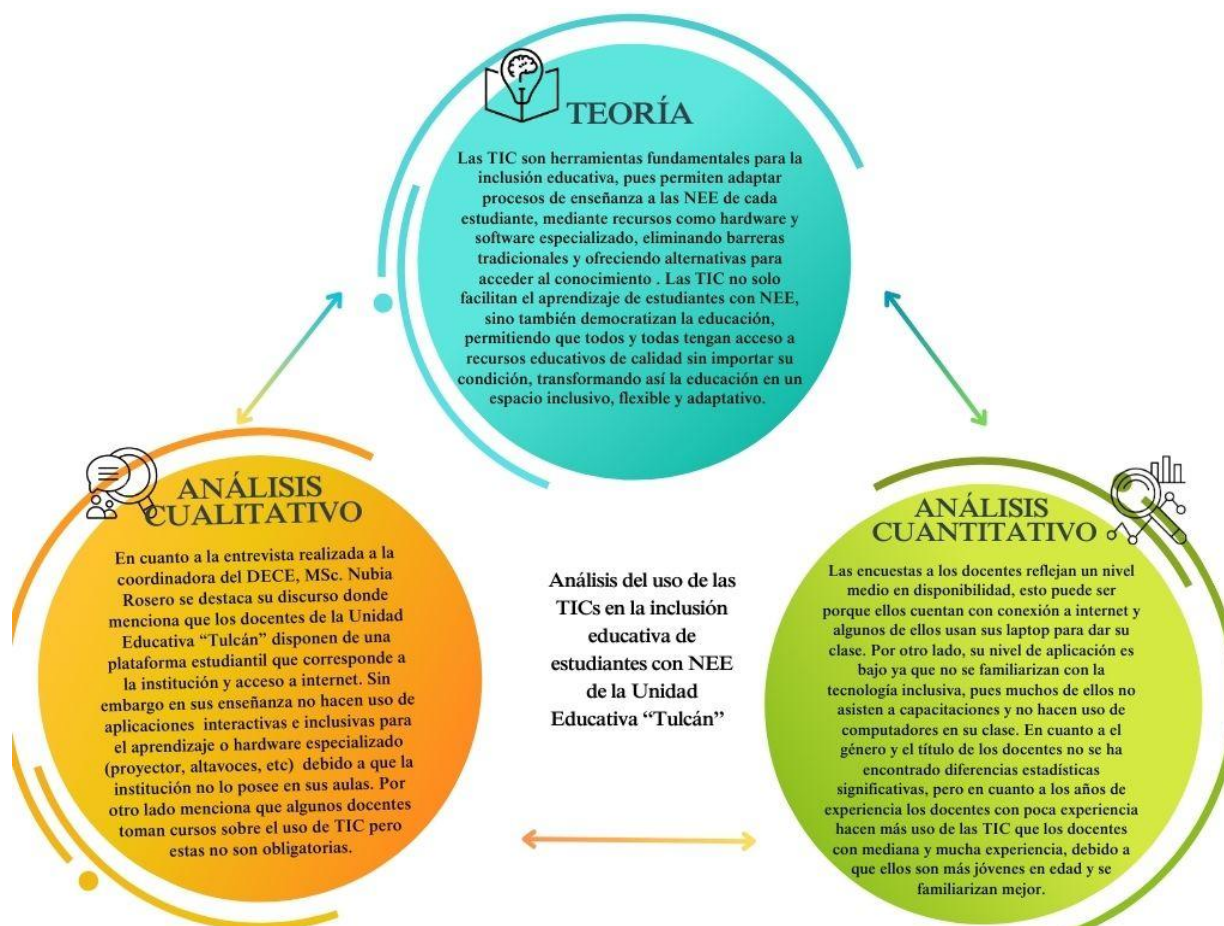 TEORÍA
Las TIC son herramientas fundamentales para la
inclusión educativa, pues permiten adaptar
procesos de enseñanza a las NEE de cada
estudiante, mediante recursos como hardware y
software especializado, eliminando barreras
tradicionales y ofreciendo alternativas para
acceder al conocimiento . Las TIC no solo
facilitan el aprendizaje de estudiantes con NEE,
sino también democratizan la educación,
permitiendo que todos y todas tengan acceso a
recursos educativos de calidad sin importar su
condición, transformando así la educación en un
espacio inclusivo, flexible y adaptativo.
ANÁLISIS
CUALITATIVO
En cuanto a la entrevista realizada a la
coordinadora del DECE, MSc. Nubia
Rosero se destaca su discurso donde
menciona que los docentes de la Unidad
Educativa “Tulcán” disponen de una
plataforma estudiantil que corresponde a
la institución y acceso a internet. Sin
embargo en sus enseñanza no hacen uso de
aplicaciones interactivas e inclusivas para
el aprendizaje o hardware especializado
(proyector, altavoces, etc) debido a que la
institución no lo posee en sus aulas. Por
otro lado menciona que algunos docentes
toman cursos sobre el uso de TIC pero
estas no son obligatorias.
Análisis del uso de las
TICs en la inclusión
educativa de
estudiantes con NEE
de la Unidad
Educativa “Tulcán”
ANÁLISIS
CUANTITATIVO
Las encuestas a los docentes reflejan un nivel
medio en disponibilidad, esto puede ser
porque ellos cuentan con conexión a internet y
algunos de ellos usan sus laptop para dar su
clase. Por otro lado, su nivel de aplicación es
bajo ya que no se familiarizan con la
tecnología inclusiva, pues muchos de ellos no
asisten a capacitaciones y no hacen uso de
computadores en su clase. En cuanto a el
género y el título de los docentes no se ha
encontrado diferencias estadísticas
significativas, pero en cuanto a los años de
experiencia los docentes con poca experiencia
hacen más uso de las TIC que los docentes
con mediana y mucha experiencia, debido a
que ellos son más jóvenes en edad y se
familiarizan mejor.